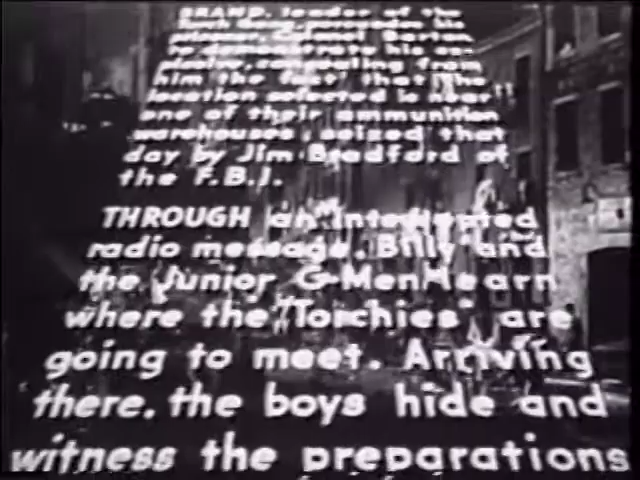 BRAND, leader of the
Torch Gang, persuades his
prisoner, Colonel Barton
to demonstrate his ex-
plosive, concealing from
him the fact that the
location selected is near
one of their ammunition
warehouses, seized that
day by Jim Bradford of
the F.B.I.
THROUGH an intercepted
radio message, Billy and
the Junior G-Men Hearn
where the "Torchies" are
going to meet. Arriving
there, the boys hide and
witness the preparations